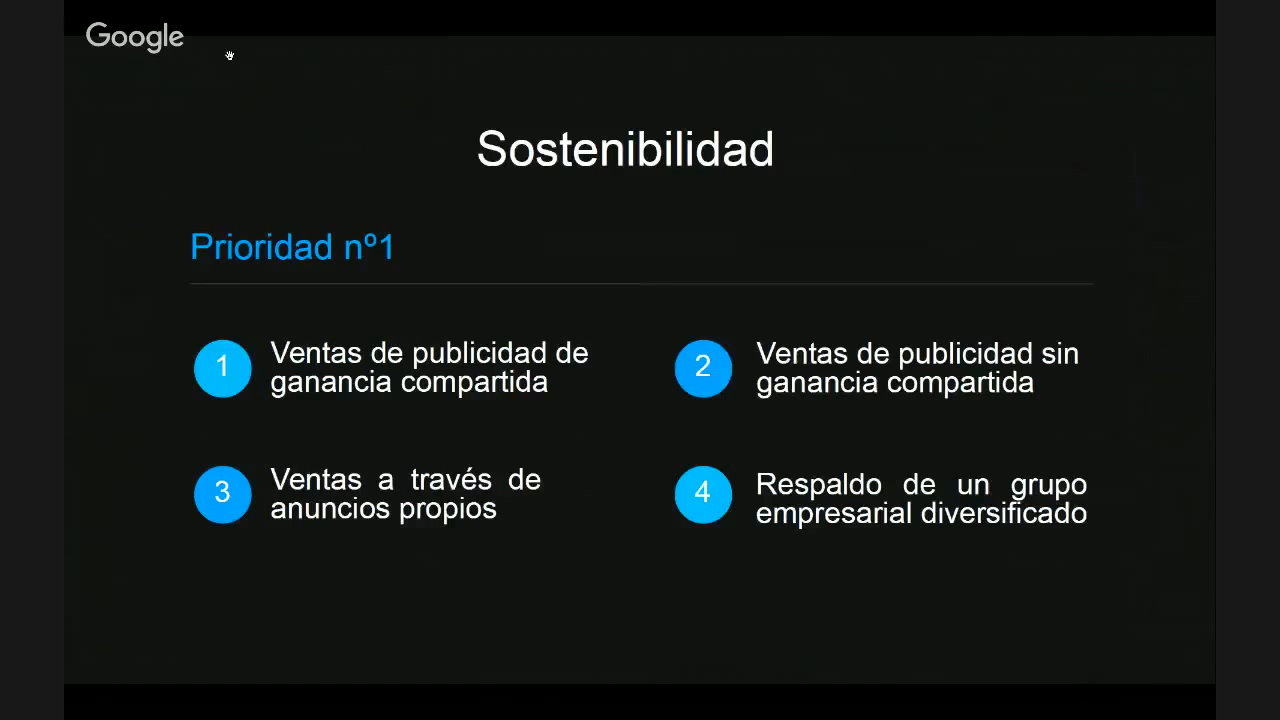 Google
Sostenibilidad
Prioridad nº1
1
Ventas de publicidad de
ganancia compartida
2
Ventas de publicidad sin
ganancia compartida
3
Ventas a través de
anuncios propios
4
Respaldo de un grupo
empresarial diversificado